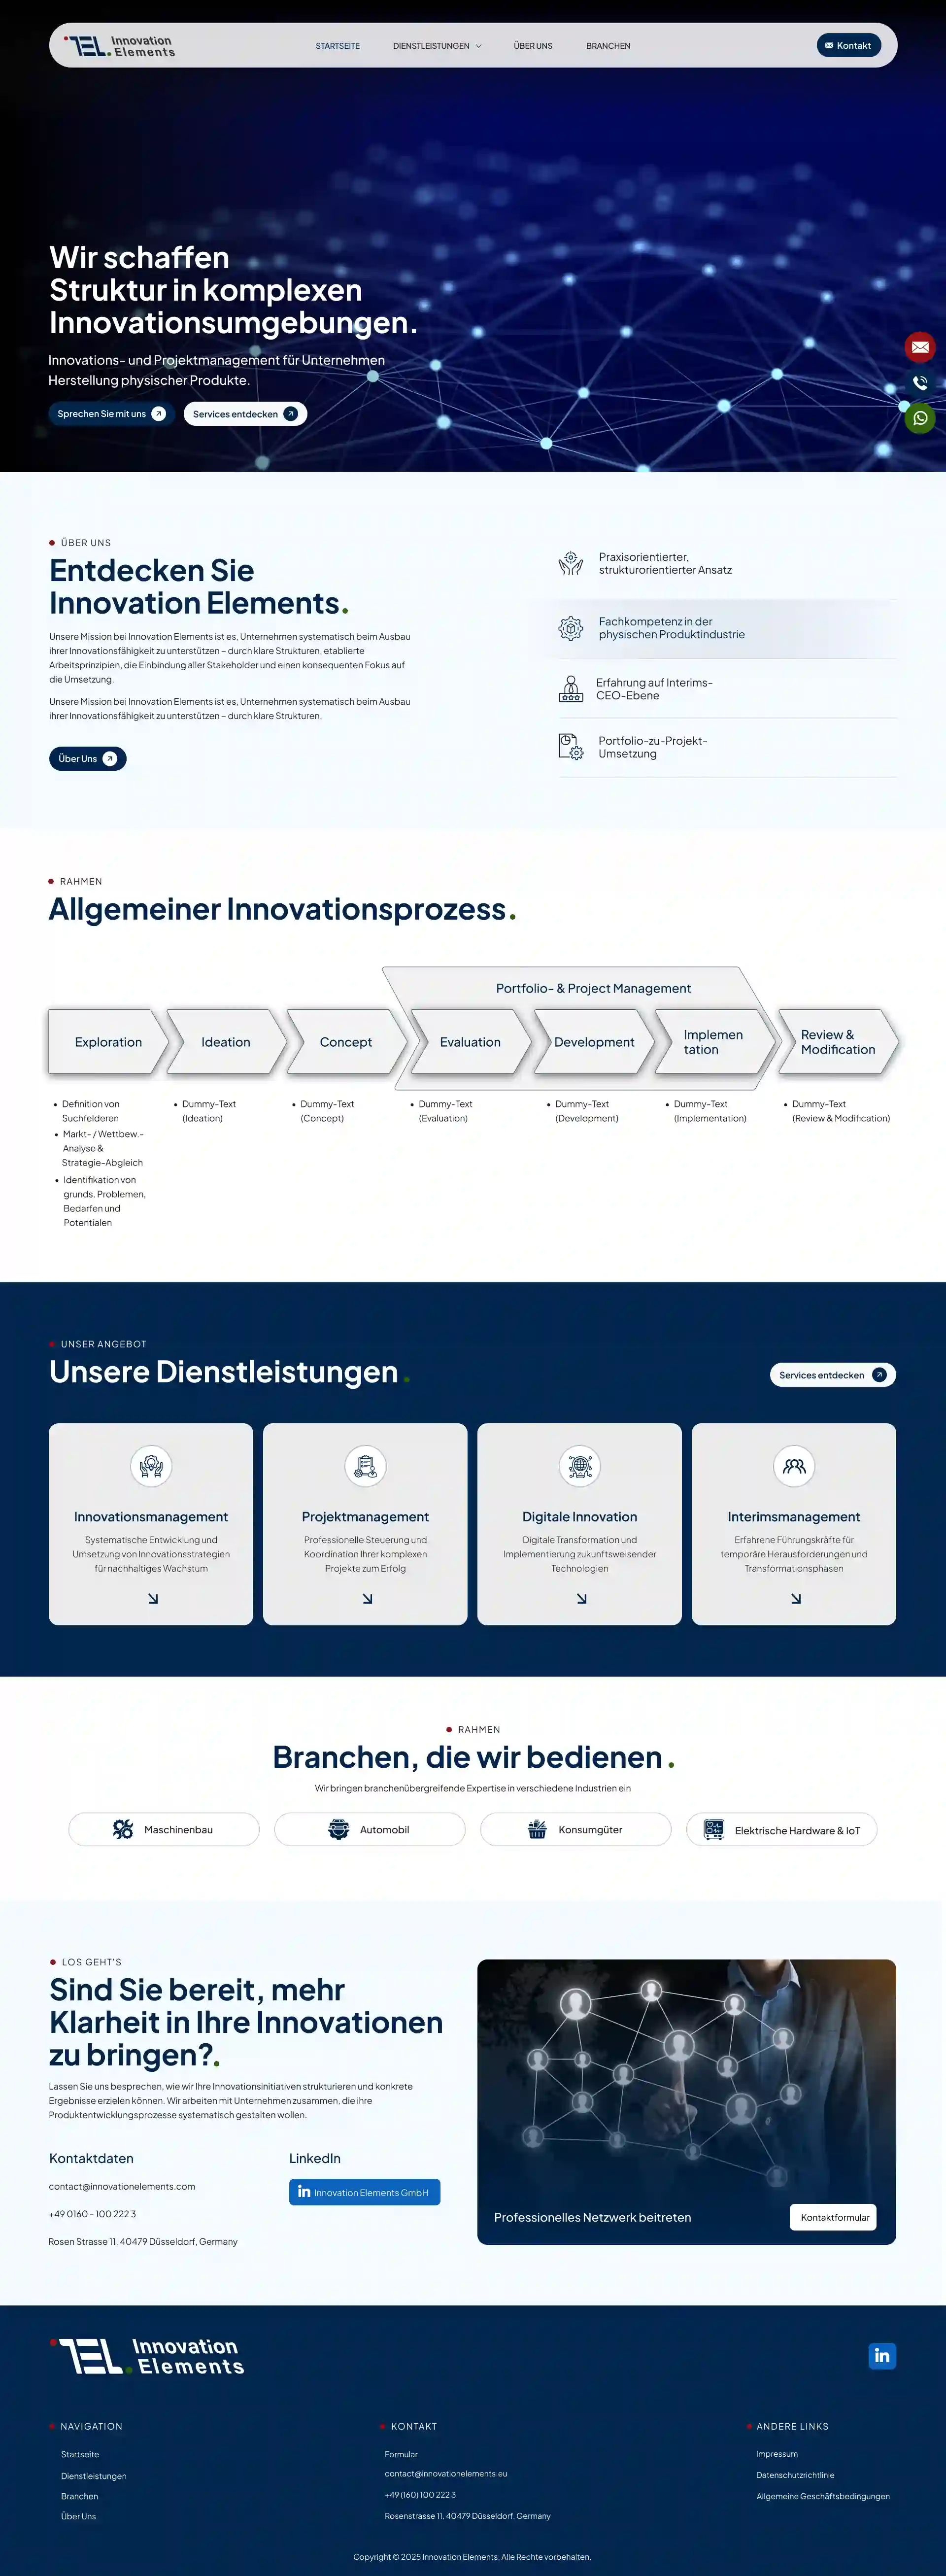 Innovation
Elements
STARTSEITE
DIENSTLEISTUNGEN
ÜBER UNS
BRANCHEN
Kontakt
Wir schaffen
Struktur in komplexen
Innovationsumgebungen.
Innovations- und Projektmanagement für Unternehmen
Herstellung physischer Produkte.
Sprechen Sie mit uns
Services entdecken
ÜBER UNS
Entdecken Sie
Innovation Elements.
Unsere Mission bei Innovation Elements ist es, Unternehmen systematisch beim Ausbau
ihrer Innovationsfähigkeit zu unterstützen – durch klare Strukturen, etablierte
Arbeitsprinzipien, die Einbindung aller Stakeholder und einen konsequenten Fokus auf
die Umsetzung.
Unsere Mission bei Innovation Elements ist es, Unternehmen systematisch beim Ausbau
ihrer Innovationsfähigkeit zu unterstützen – durch klare Strukturen,
Über Uns
Praxisorientierter,
strukturorientierter Ansatz
Fachkompetenz in der
physischen Produktindustrie
Erfahrung auf Interims-
CEO-Ebene
Portfolio-zu-Projekt-
Umsetzung
RAHMEN
Allgemeiner Innovationsprozess.
Portfolio- & Project Management
Exploration
Ideation
Concept
Evaluation
Development
Implemen
tation
Review &
Modification
• Definition von
Suchfelderen
• Markt- / Wettbew.-
Analyse &
Strategie-Abgleich
• Identifikation von
grunds. Problemen,
Bedarfen und
Potentialen
• Dummy-Text
(Ideation)
• Dummy-Text
(Concept)
• Dummy-Text
(Evaluation)
• Dummy-Text
(Development)
• Dummy-Text
(Implementation)
• Dummy-Text
(Review & Modification)
UNSER ANGEBOT
Unsere Dienstleistungen.
Services entdecken
Innovationsmanagement
Systematische Entwicklung und
Umsetzung von Innovationsstrategien
für nachhaltiges Wachstum
Projektmanagement
Professionelle Steuerung und
Koordination Ihrer komplexen
Projekte zum Erfolg
Digitale Innovation
Digitale Transformation und
Implementierung zukunftsweisender
Technologien
Interimsmanagement
Erfahrene Führungskräfte für
temporäre Herausforderungen und
Transformationsphasen
RAHMEN
Branchen, die wir bedienen.
Wir bringen branchenübergreifende Expertise in verschiedene Industrien ein
Maschinenbau
Automobil
Konsumgüter
Elektrische Hardware & IoT
LOS GEHT'S
Sind Sie bereit, mehr
Klarheit in Ihre Innovationen
zu bringen?.
Lassen Sie uns besprechen, wie wir Ihre Innovationsinitiativen strukturieren und konkrete
Ergebnisse erzielen können. Wir arbeiten mit Unternehmen zusammen, die ihre
Produktentwicklungsprozesse systematisch gestalten wollen.
Kontaktdaten
contact@innovationelements.com
+49 0160 - 100 222 3
Rosen Strasse 11, 40479 Düsseldorf, Germany
LinkedIn
in Innovation Elements GmbH
Professionelles Netzwerk beitreten
Kontaktformular
Innovation
Elements
in
NAVIGATION
Startseite
Dienstleistungen
Branchen
Über Uns
KONTAKT
Formular
contact@innovationelements.eu
+49 (160) 100 222 3
Rosenstrasse 11, 40479 Düsseldorf, Germany
ANDERE LINKS
Impressum
Datenschutzrichtlinie
Allgemeine Geschäftsbedingungen
Copyright © 2025 Innovation Elements. Alle Rechte vorbehalten.